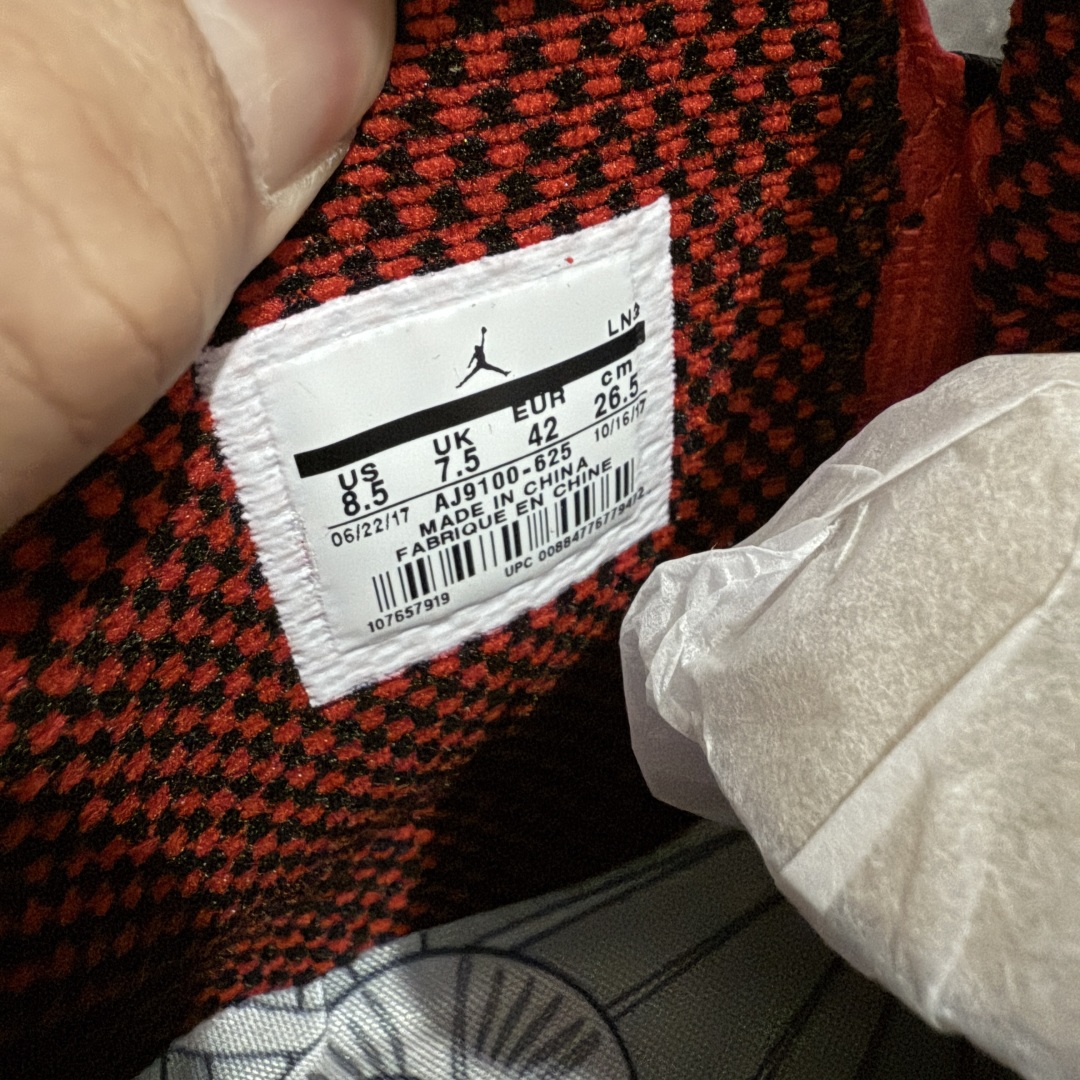 LN3
US UK EUR cm
8.5 7.5 42 26.5
06/22/17 AJ9100-625 10/16/17
MADE IN CHINA
FABRIQUE EN CHINE
107657919 UPC 00884776779472